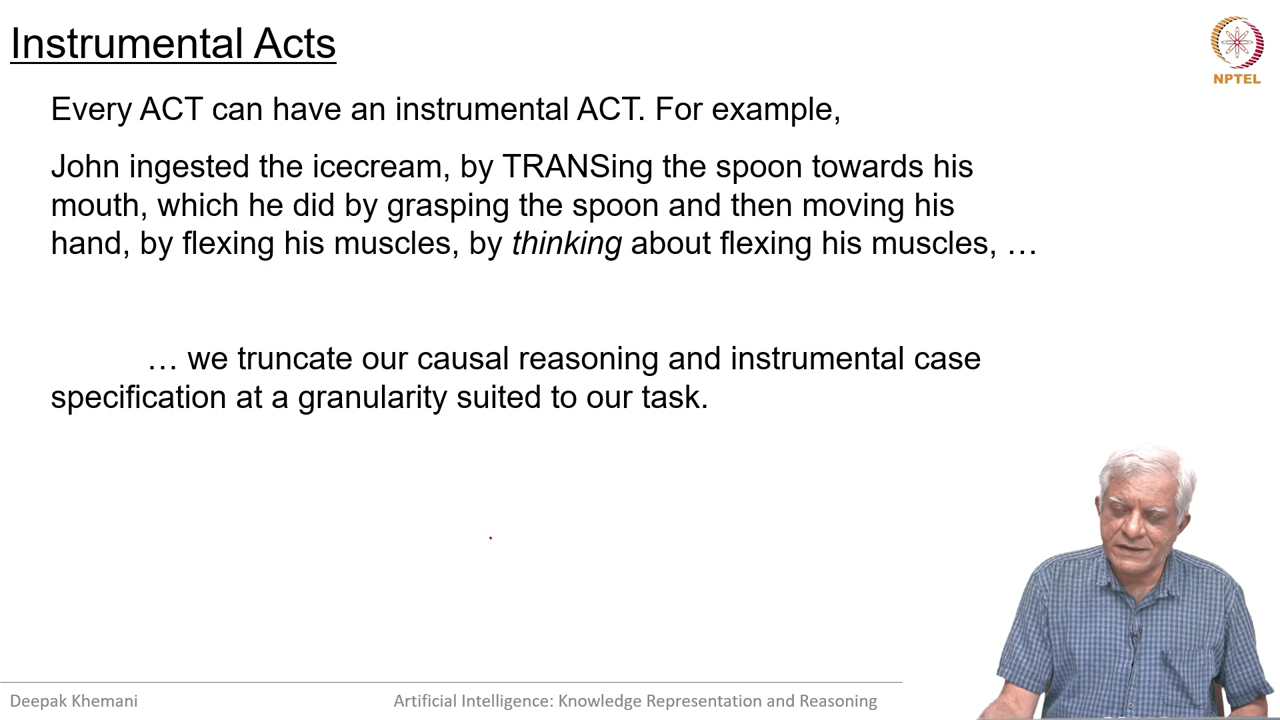 Instrumental Acts
NPTEL
Every ACT can have an instrumental ACT. For example,
John ingested the icecream, by TRANSing the spoon towards his
mouth, which he did by grasping the spoon and then moving his
hand, by flexing his muscles, by thinking about flexing his muscles, …
… we truncate our causal reasoning and instrumental case
specification at a granularity suited to our task.
Deepak Khemani
Artificial Intelligence: Knowledge Representation and Reasoning